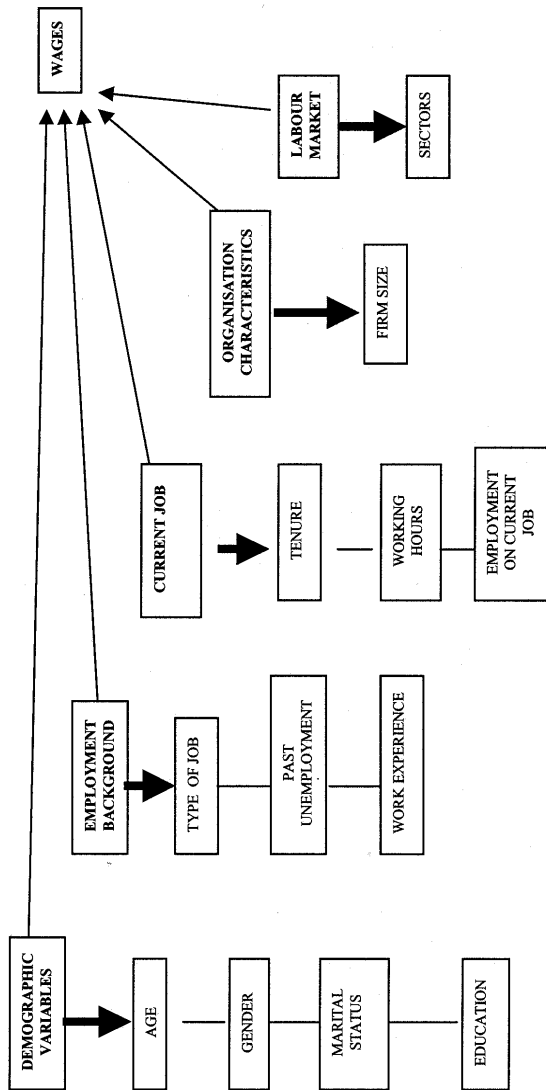 WAGES
DEMOGRAPHIC
VARIABLES
AGE
GENDER
MARITAL
STATUS
EDUCATION
EMPLOYMENT
BACKGROUND
TYPE OF JOB
PAST
UNEMPLOYMENT
WORK EXPERIENCE
CURRENT JOB
TENURE
WORKING
HOURS
EMPLOYMENT
ON CURRENT
JOB
ORGANISATION
CHARACTERISTICS
FIRM SIZE
LABOUR
MARKET
SECTORS